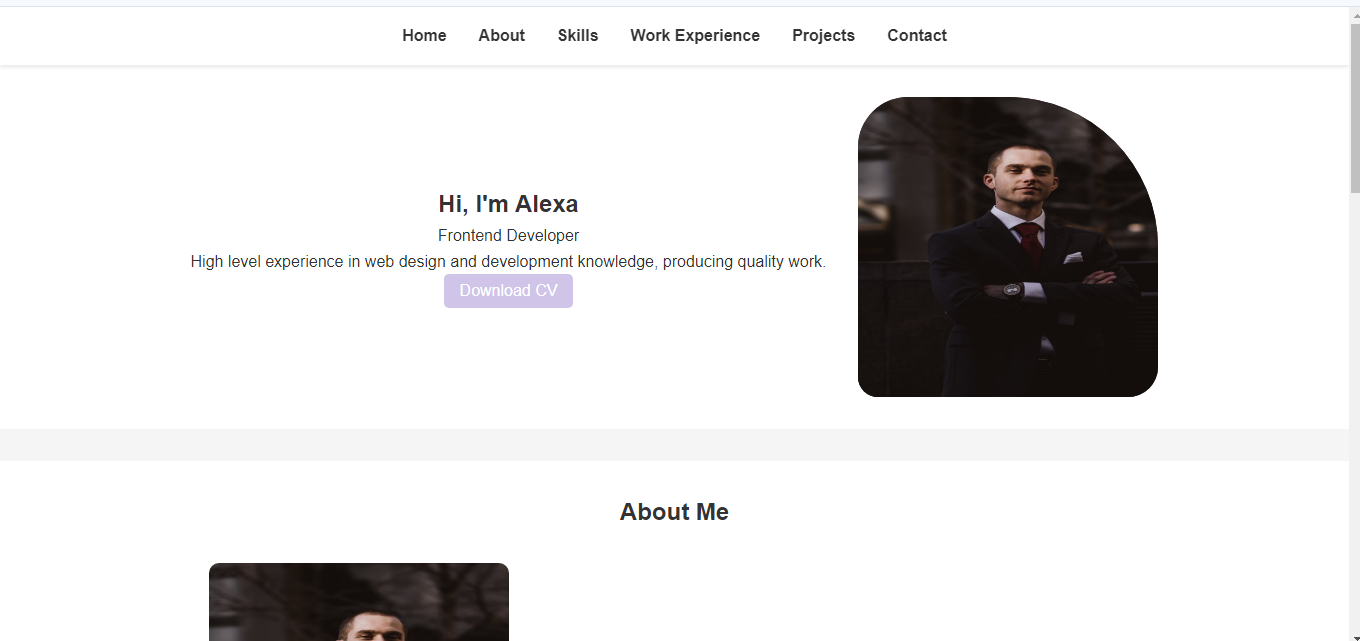 Home About Skills Work Experience Projects Contact
Hi, I'm Alexa
Frontend Developer
High level experience in web design and development knowledge, producing quality work.
Download CV
About Me